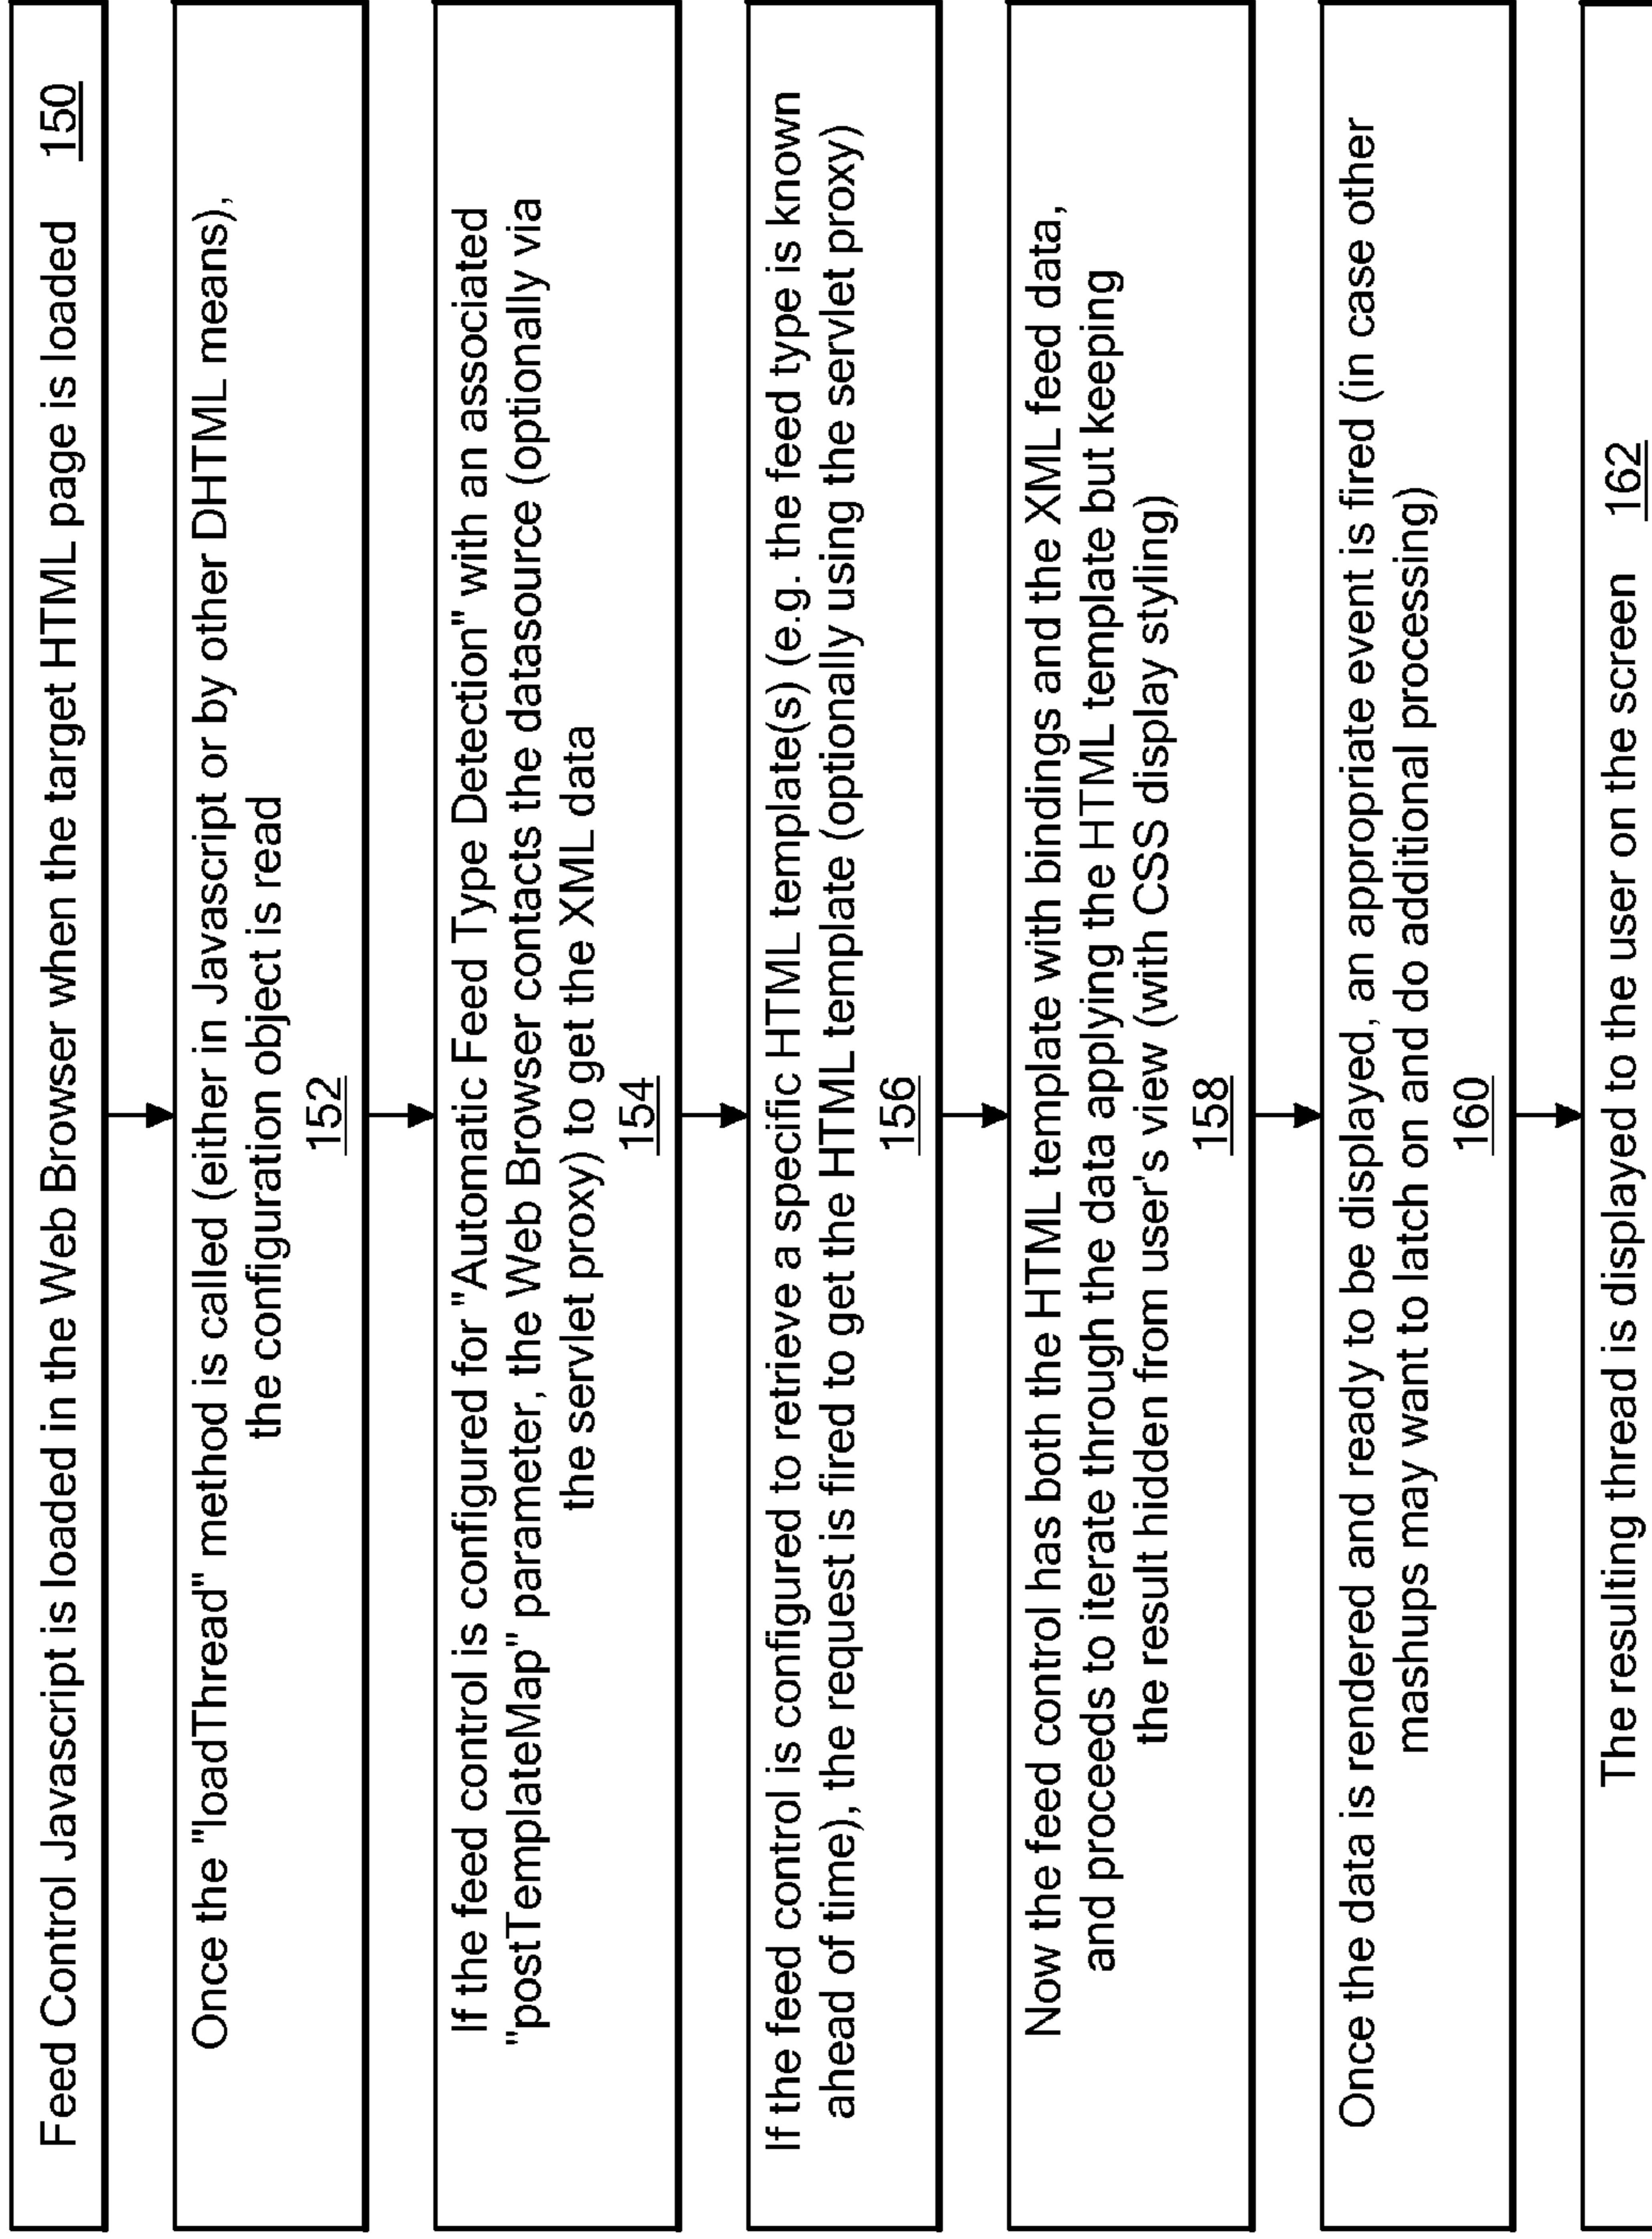 Feed Control Javascript is loaded in the Web Browser when the target HTML page is loaded 150
Once the "loadThread" method is called (either in Javascript or by other DHTML means),
the configuration object is read
152
If the feed control is configured for "Automatic Feed Type Detection" with an associated
"postTemplateMap" parameter, the Web Browser contacts the datasource (optionally via
the servlet proxy) to get the XML data
154
If the feed control is configured to retrieve a specific HTML template(s) (e.g. the feed type is known
ahead of time), the request is fired to get the HTML template (optionally using the servlet proxy)
156
Now the feed control has both the HTML template with bindings and the XML feed data,
and proceeds to iterate through the data applying the HTML template but keeping
the result hidden from user's view (with CSS display styling)
158
Once the data is rendered and ready to be displayed, an appropriate event is fired (in case other
mashups may want to latch on and do additional processing)
160
The resulting thread is displayed to the user on the screen 162